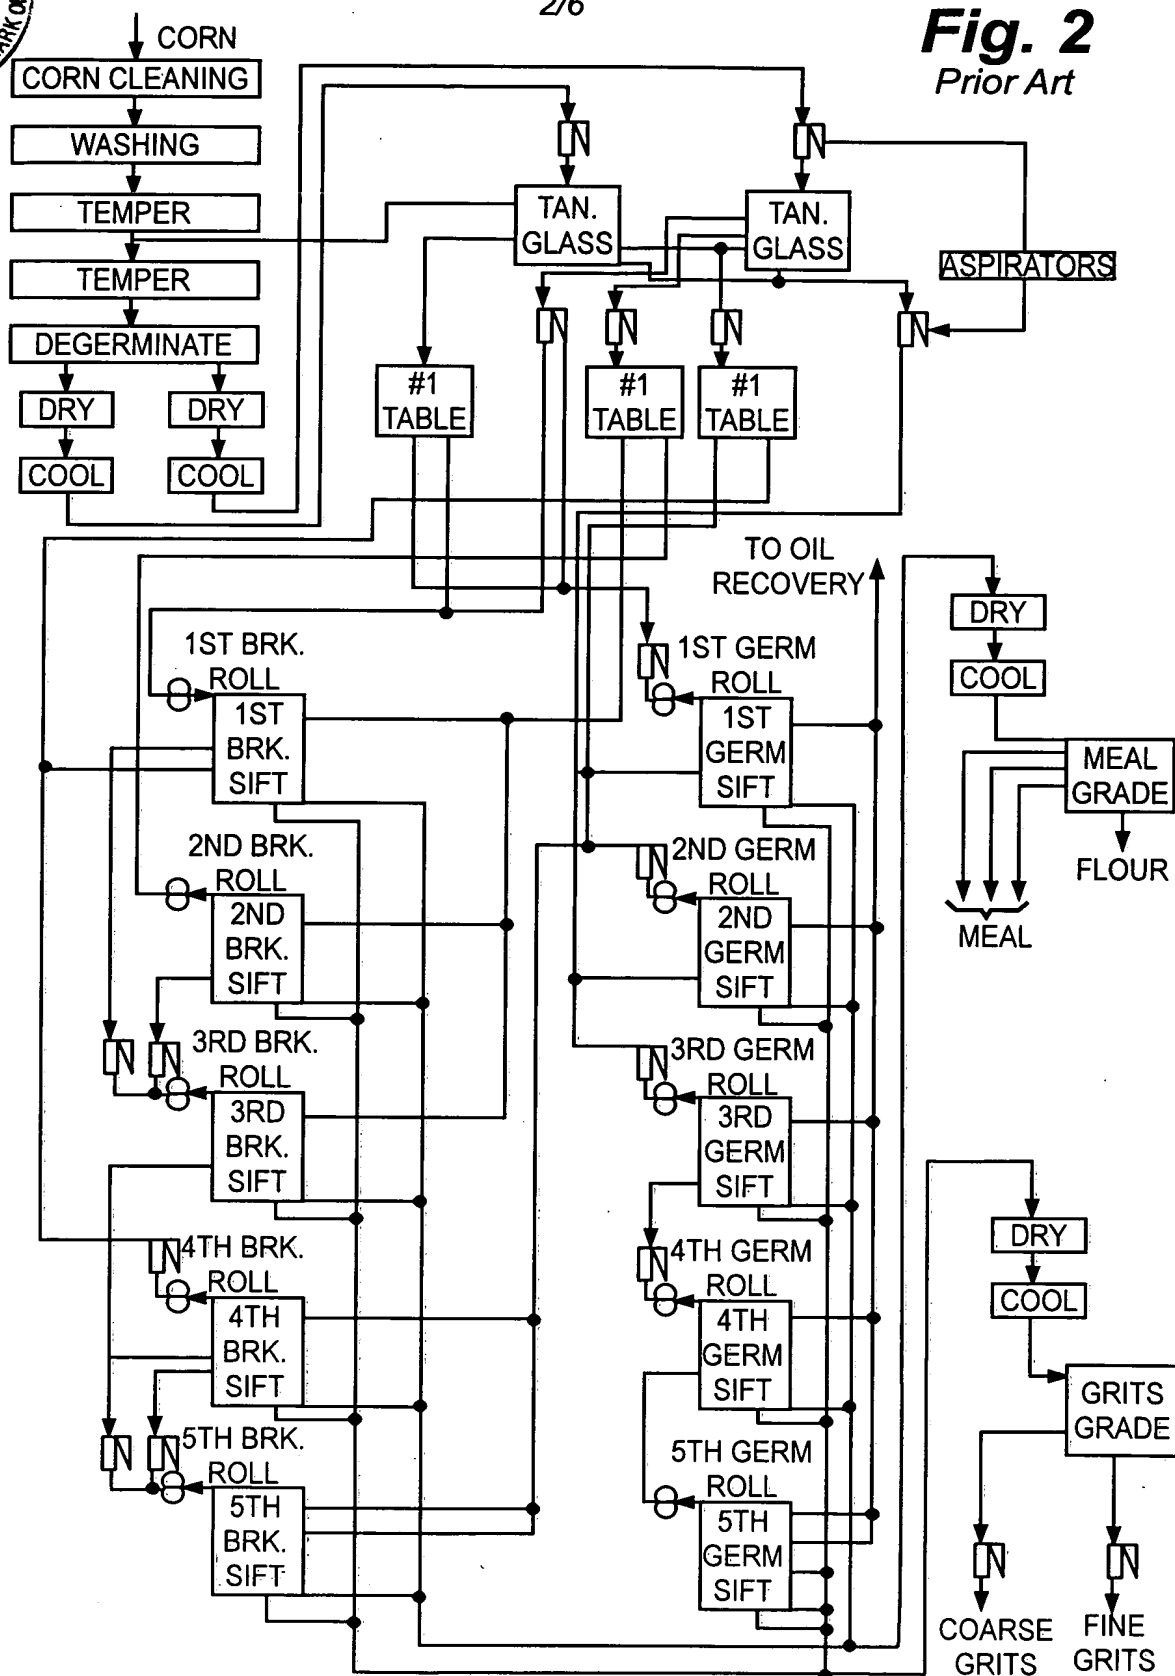 2/6
Fig. 2
Prior Art
CORN
CORN CLEANING
WASHING
TEMPER
TEMPER
DEGERMINATE
DRY
DRY
COOL
COOL
TAN.
GLASS
TAN.
GLASS
ASPIRATORS
#1
TABLE
#1
TABLE
#1
TABLE
TO OIL
RECOVERY
1ST BRK.
ROLL
1ST
BRK.
SIFT
2ND BRK.
ROLL
2ND
BRK.
SIFT
3RD BRK.
ROLL
3RD
BRK.
SIFT
4TH BRK.
ROLL
4TH
BRK.
SIFT
5TH BRK.
ROLL
5TH
BRK.
SIFT
1ST GERM
ROLL
1ST
GERM
SIFT
2ND GERM
ROLL
2ND
GERM
SIFT
3RD GERM
ROLL
3RD
GERM
SIFT
4TH GERM
ROLL
4TH
GERM
SIFT
5TH GERM
ROLL
5TH
GERM
SIFT
DRY
COOL
MEAL
GRADE
FLOUR
MEAL
DRY
COOL
GRITS
GRADE
COARSE
GRITS
FINE
GRITS